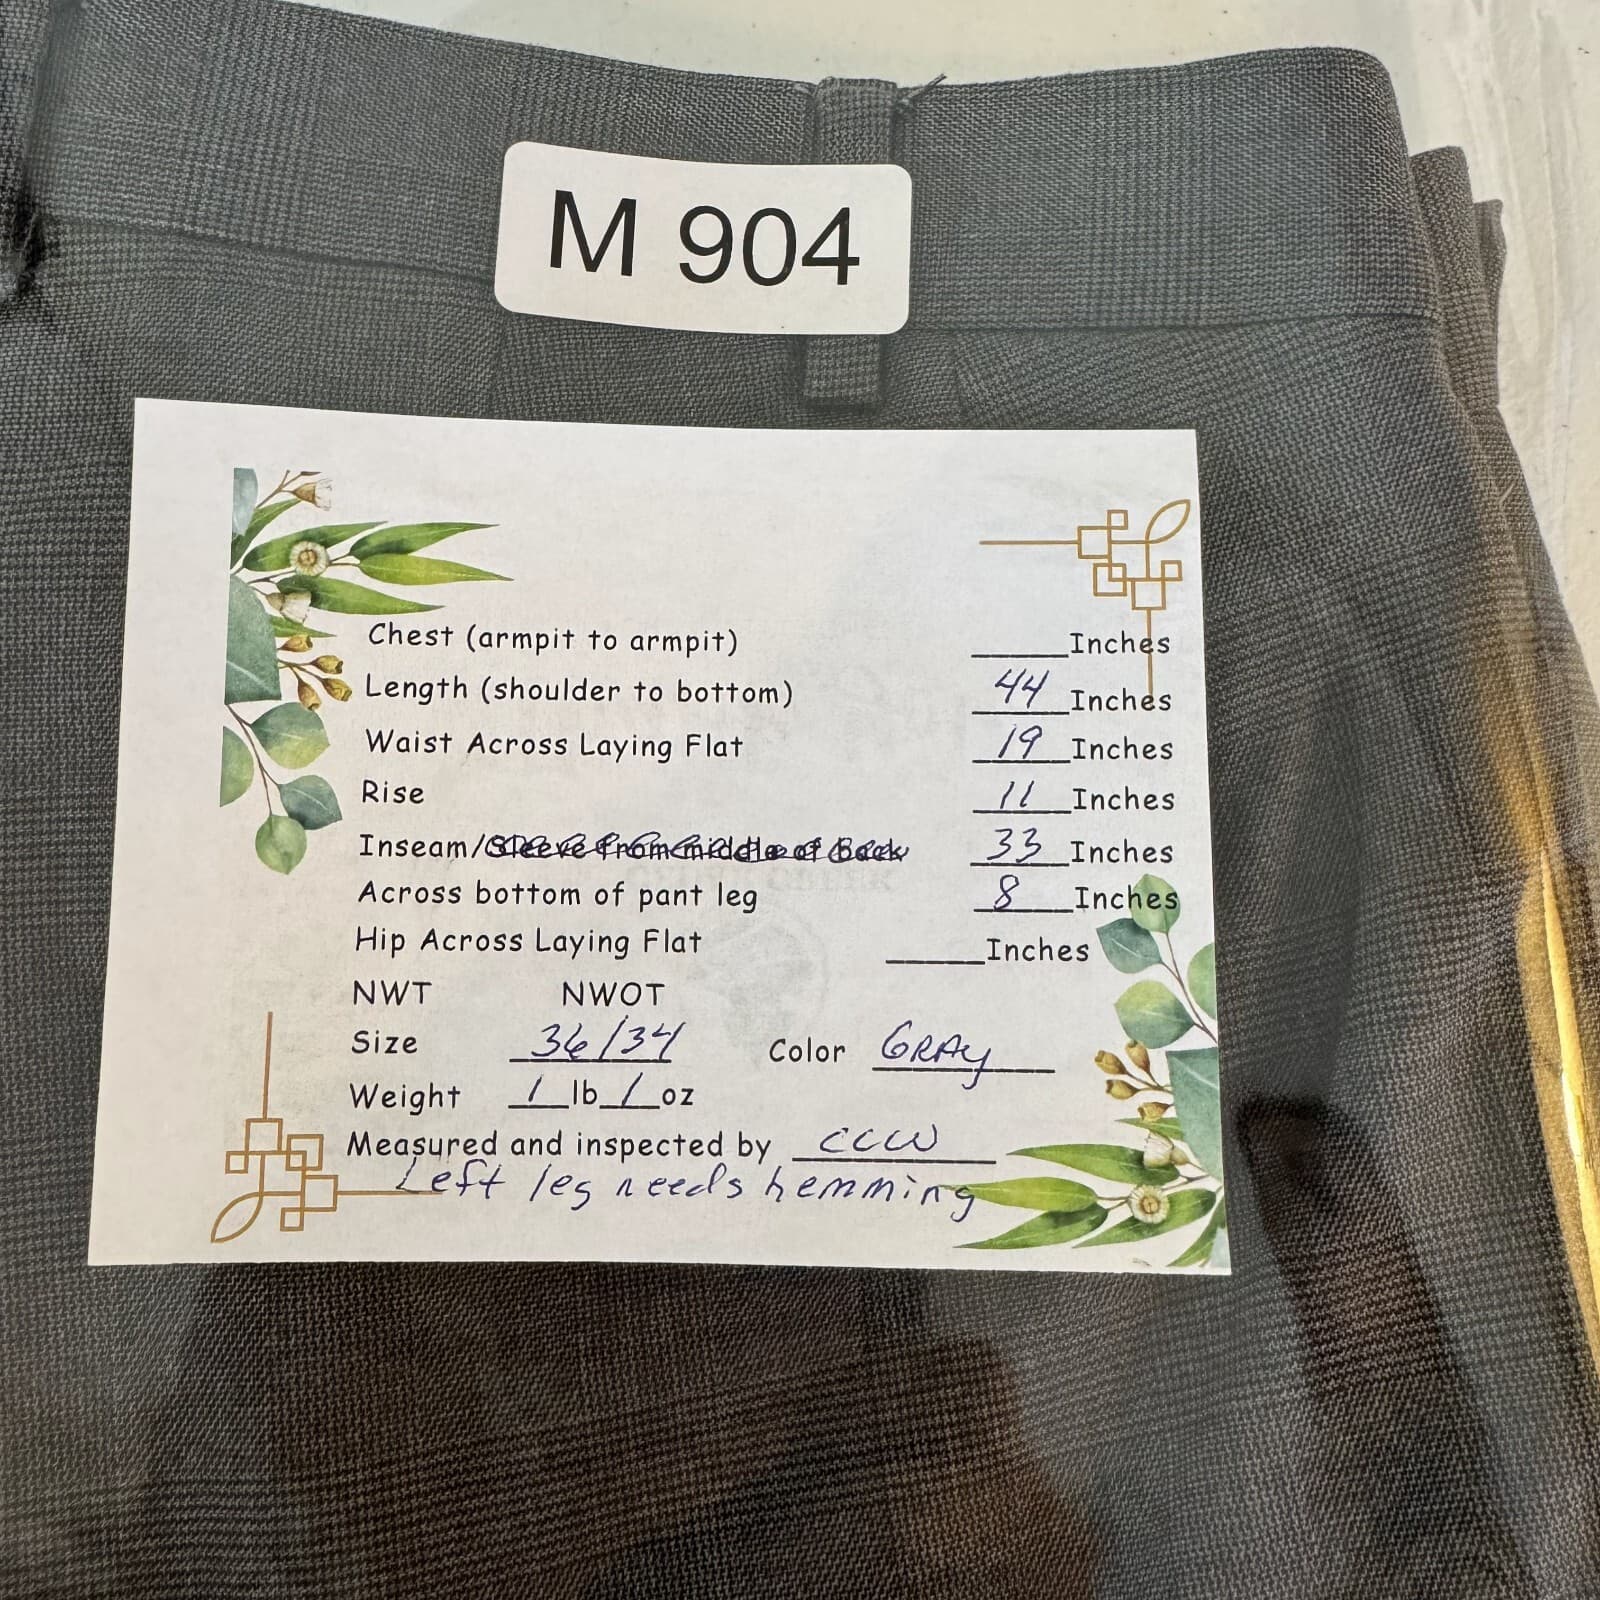 M 904
Chest (armpit to armpit) _____Inches
Length (shoulder to bottom) 44 Inches
Waist Across Laying Flat 19 Inches
Rise 11 Inches
Inseam/Sleeve from middle of Back 33 Inches
Across bottom of pant leg 8 Inches
Hip Across Laying Flat _____Inches
NWT NWOT
Size 36/34 Color GRAY
Weight 1 lb 1 oz
Measured and inspected by CCCW
Left leg needs hemming